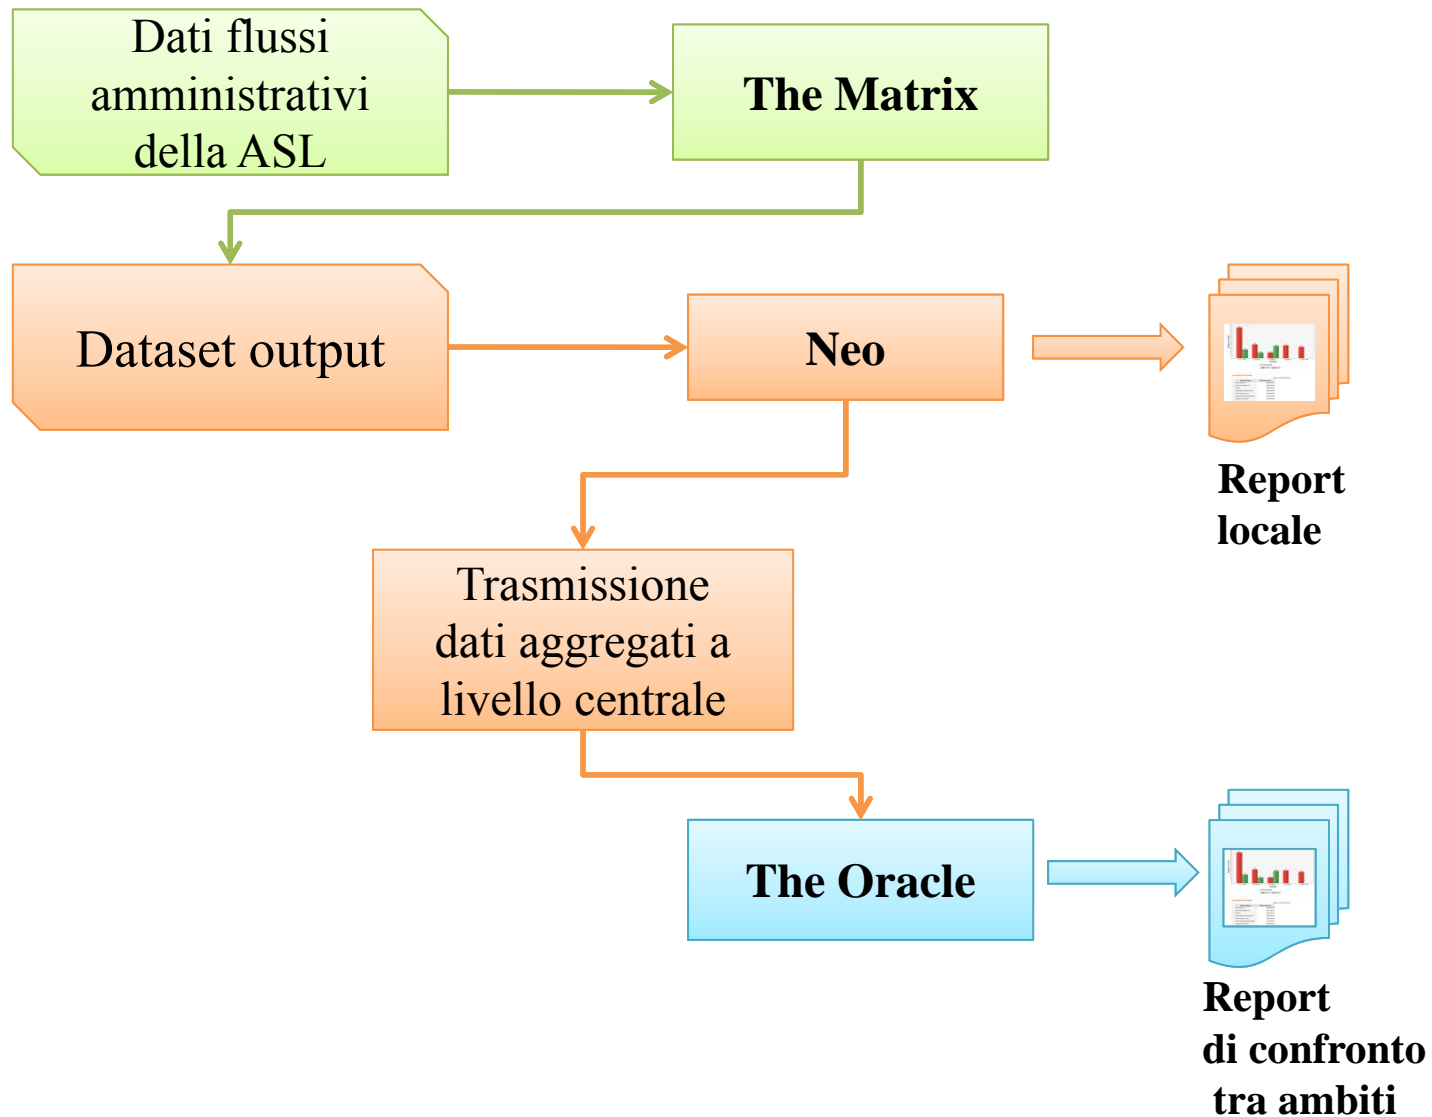 Dati flussi
amministrativi
della ASL
The Matrix
Dataset output
Neo
Report
locale
Trasmissione
dati aggregati a
livello centrale
The Oracle
Report
di confronto
tra ambiti